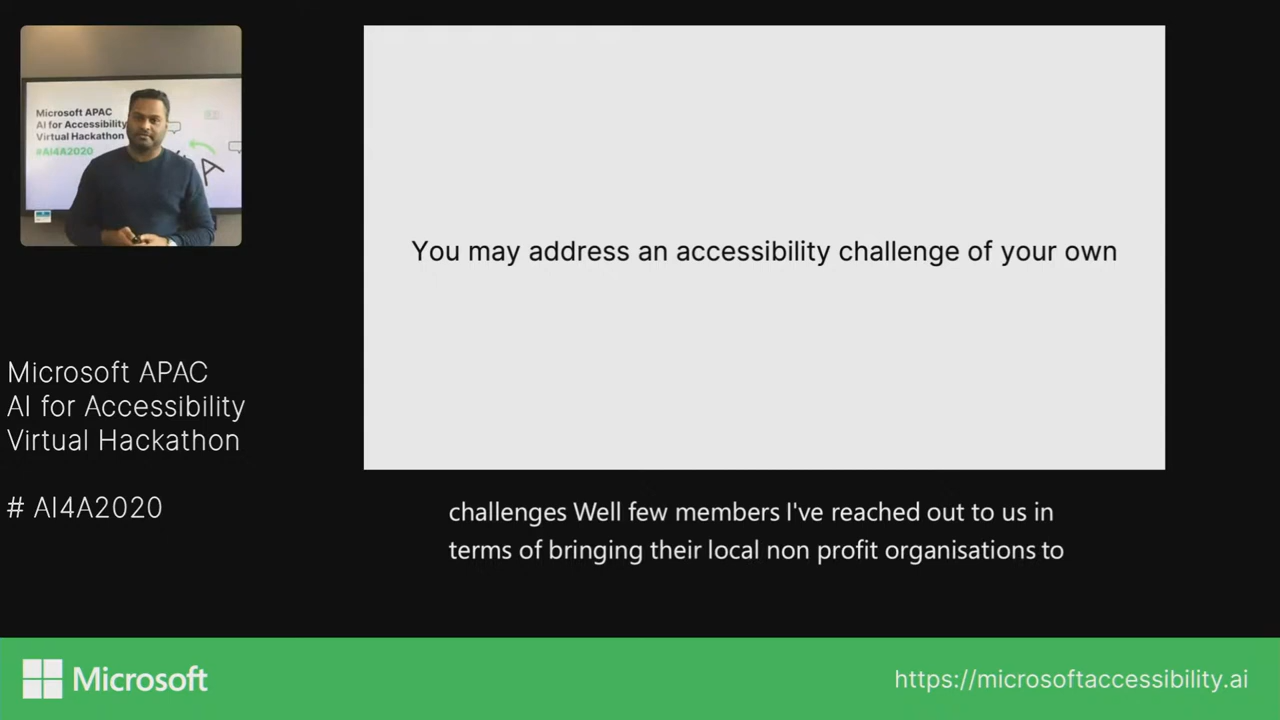 Microsoft APAC
AI for Accessibility
Virtual Hackathon
#AI4A2020
A
You may address an accessibility challenge of your own
Microsoft APAC
AI for Accessibility
Virtual Hackathon
# AI4A2020
challenges Well few members I've reached out to us in
terms of bringing their local non profit organisations to
Microsoft
https://microsoftaccessibility.ai